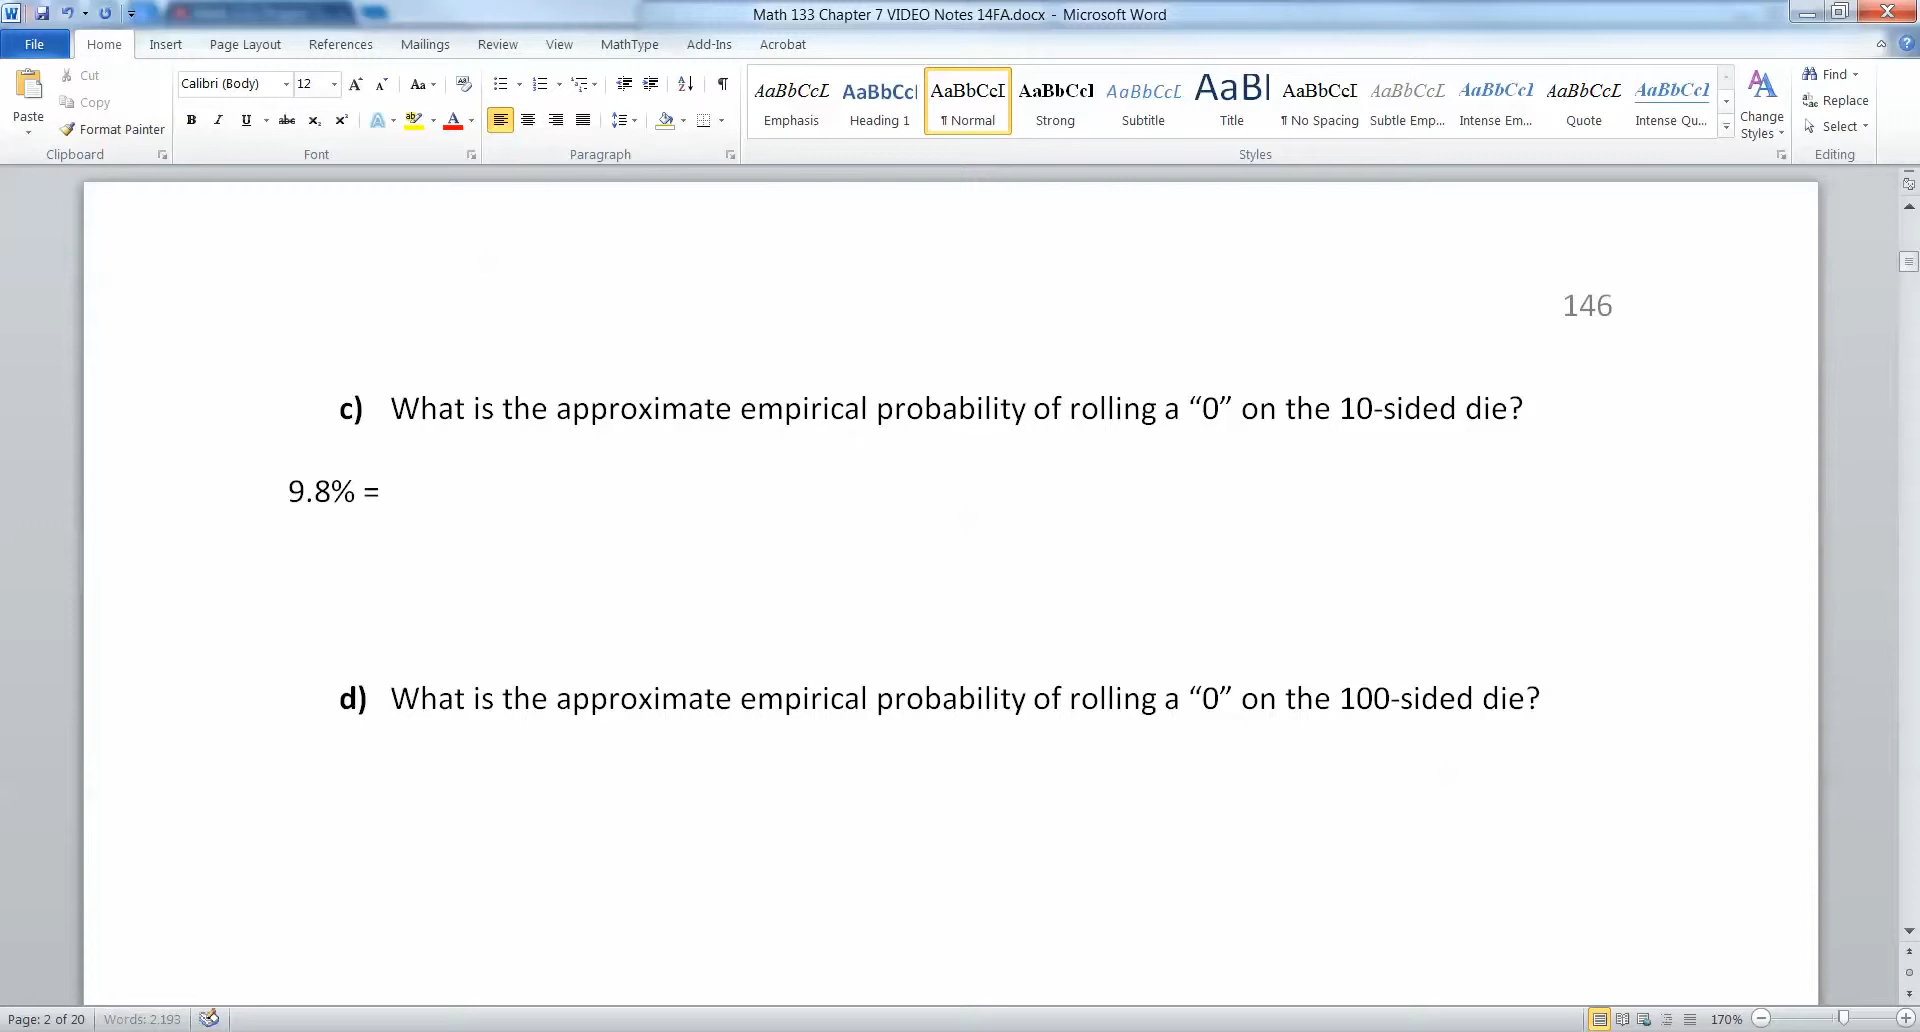 Math 133 Chapter 7 VIDEO Notes 14FA.docx - Microsoft Word
File Home Insert Page Layout References Mailings Review View MathType Add-Ins Acrobat
Paste
Cut
Copy
Format Painter
Clipboard
Calibri (Body) 12
Font
Paragraph
AaBbCcL Emphasis
AaBbCcI Heading 1
AaBbCcI ¶ Normal
AaBbCcI Strong
AaBbCcL Subtitle
AaBI Title
AaBbCcI ¶ No Spacing
AaBbCcL Subtle Emp...
AaBbCcI Intense Em...
AaBbCcL Quote
AaBbCcI Intense Qu...
Change
Styles
Styles
Find
Replace
Select
Editing
146
c) What is the approximate empirical probability of rolling a “0” on the 10-sided die?
9.8% =
d) What is the approximate empirical probability of rolling a “0” on the 100-sided die?
Page: 2 of 20 Words: 2,193 170%